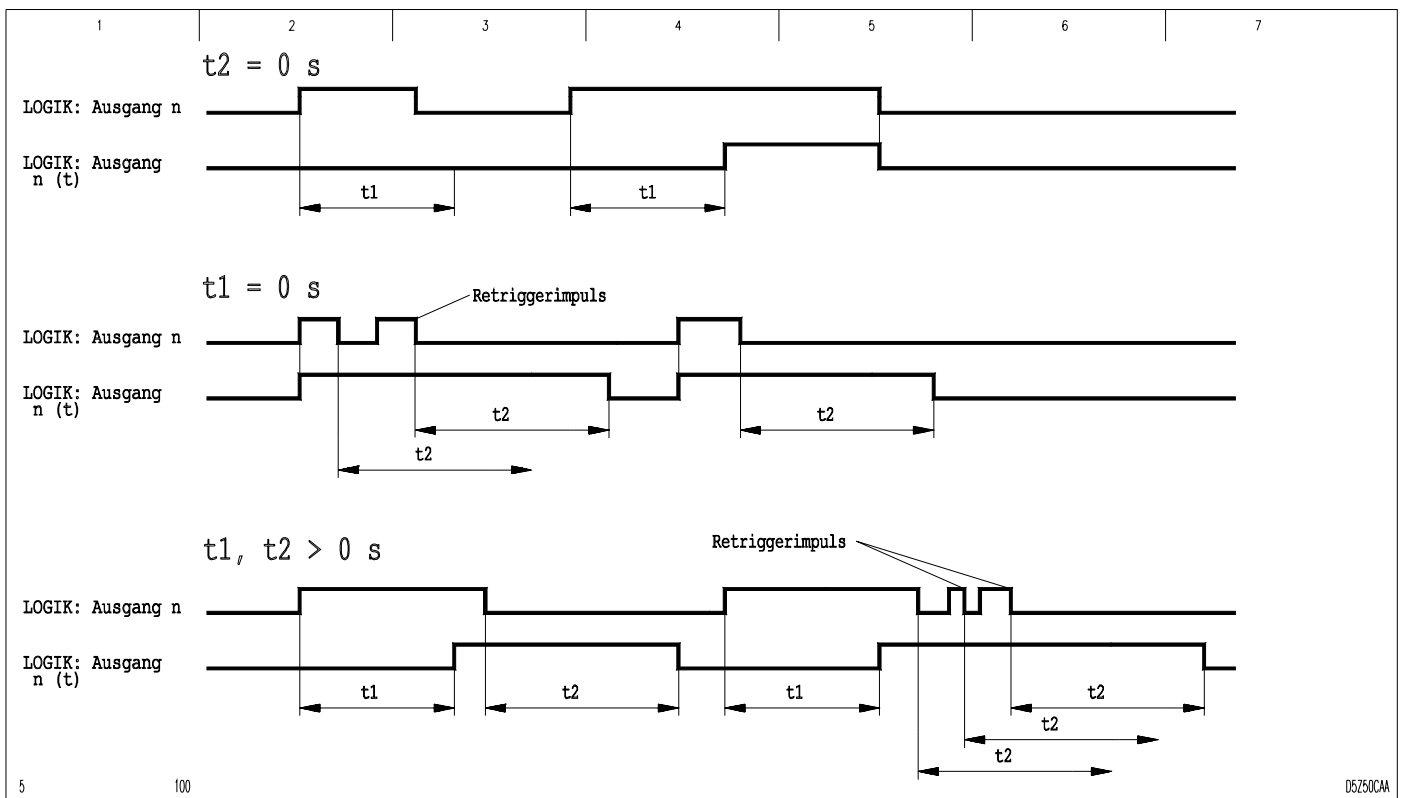 1 2 3 4 5 6 7
t2 = 0 s
LOGIK: Ausgang n
LOGIK: Ausgang
n (t)
t1 t1
t1 = 0 s
Retriggerimpuls
LOGIK: Ausgang n
LOGIK: Ausgang
n (t)
t2 t2
t2
t1, t2 > 0 s
Retriggerimpuls
LOGIK: Ausgang n
LOGIK: Ausgang
n (t)
t1 t2 t1 t2
t2
t2
5 100 D5Z50CAA